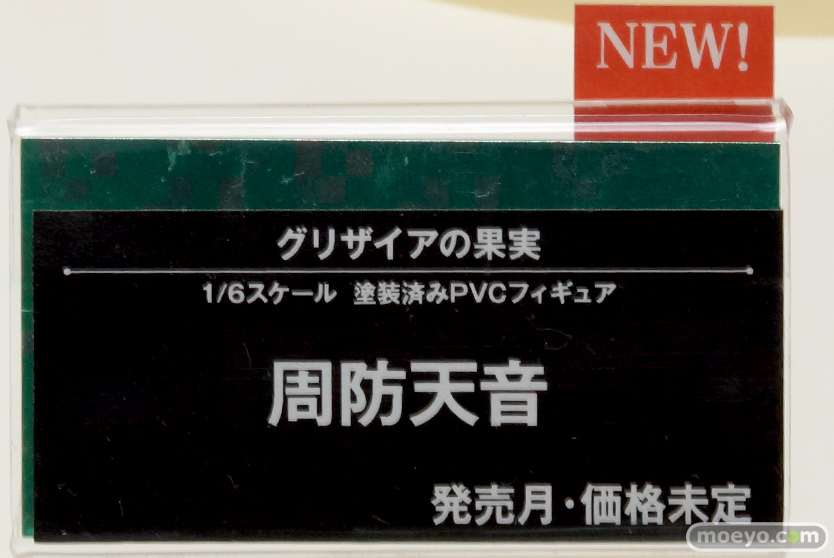 NEW!
グリザイアの果実
1/6スケール 塗装済みPVCフィギュア
周防天音
発売月・価格未定
moeyo.com